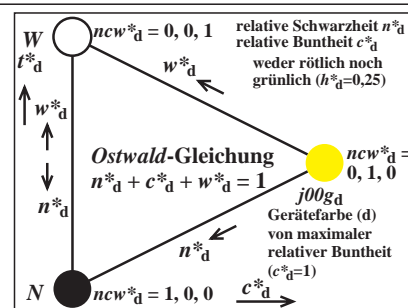 W
ncw*d = 0, 0, 1
t*d
relative Schwarzheit n*d
relative Buntheit c*d
weder rötlich noch
grünlich (h*d=0,25)
w*d
w*d
Ostwald-Gleichung
n*d + c*d + w*d = 1
n*d
ncw*d =
0, 1, 0
j00gd
Gerätefarbe (d)
von maximaler
relativer Buntheit
(c*d=1)
n*d
N
ncw*d = 1, 0, 0
c*d